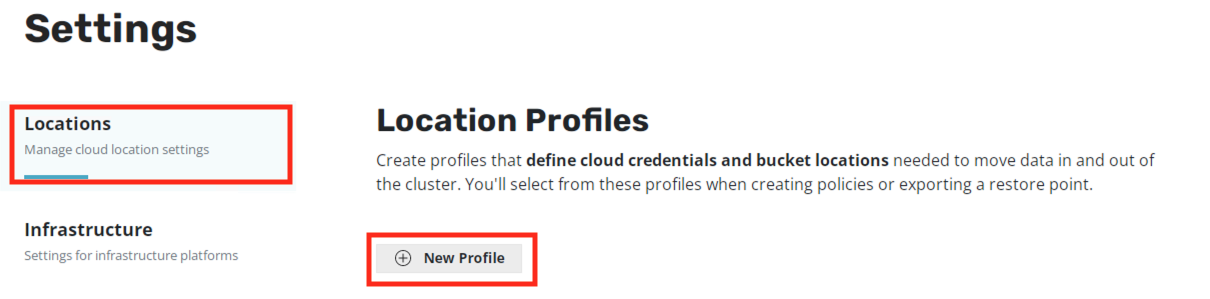 Settings
Locations
Manage cloud location settings
Infrastructure
Settings for infrastructure platforms
Location Profiles
Create profiles that define cloud credentials and bucket locations needed to move data in and out of
the cluster. You'll select from these profiles when creating policies or exporting a restore point.
New Profile